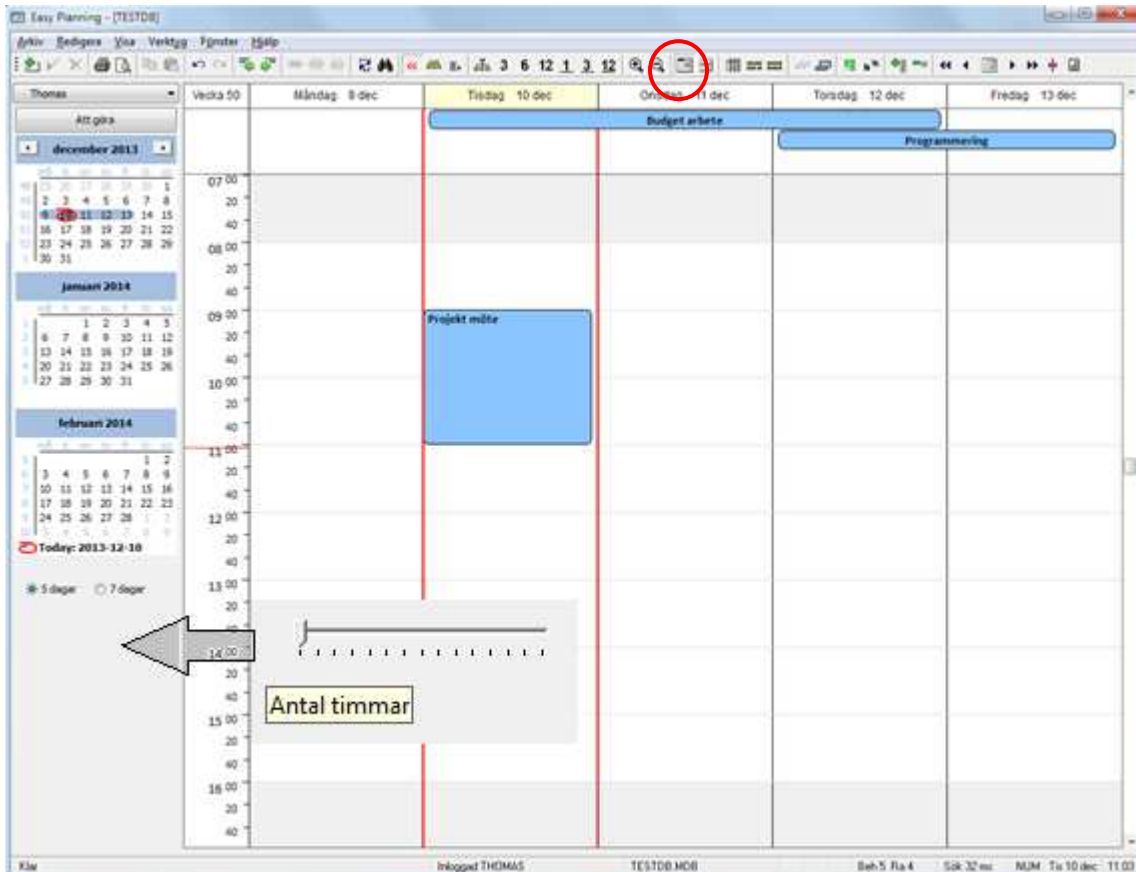 Easy Planning - [TESTDB]
Arkiv Redigera Visa Verktyg Fönster Hjälp
3 6 12 1 3 12
Thomas
Vecka 50 Måndag 9 dec Tisdag 10 dec Onsdag 11 dec Torsdag 12 dec Fredag 13 dec
Att göra
Budget arbete
Programmering
december 2013
1
2 3 4 5 6 7 8
9 10 11 12 13 14 15
16 17 18 19 20 21 22
23 24 25 26 27 28 29
30 31
januari 2014
1 2 3 4 5
6 7 8 9 10 11 12
13 14 15 16 17 18 19
20 21 22 23 24 25 26
27 28 29 30 31
februari 2014
1 2
3 4 5 6 7 8 9
10 11 12 13 14 15 16
17 18 19 20 21 22 23
24 25 26 27 28
Today: 2013-12-10
5 dagar 7 dagar
07 00
20
40
08 00
20
40
09 00
20
40
10 00
20
40
11 00
20
40
12 00
20
40
13 00
20
14 00
20
40
15 00
20
40
16 00
20
40
Projekt möte
Antal timmar
Klar Inloggad THOMAS TESTDB.MDB Beh 5 Ra 4 Sök 32 ms NUM Tis 10 dec 11:03